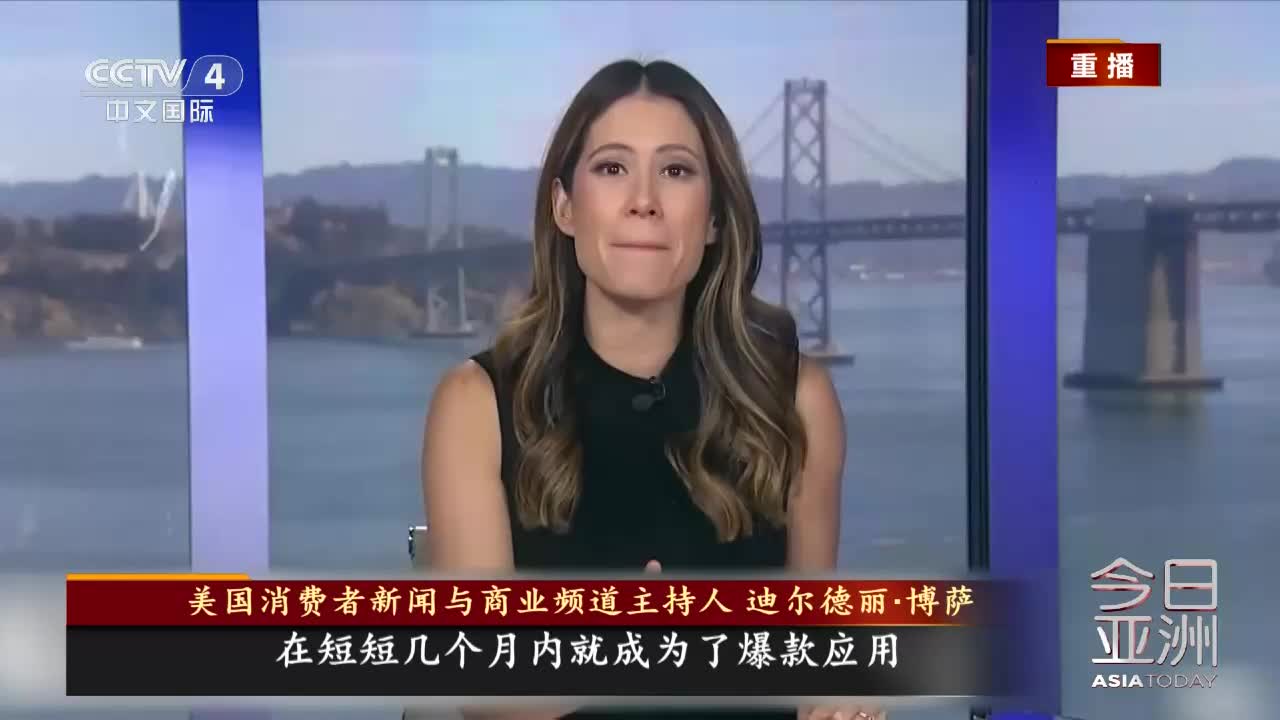 CCTV 4
中文国际
重播
美国消费者新闻与商业频道主持人 迪尔德丽·博萨
在短短几个月内就成为了爆款应用
今日
亚洲
ASIA TODAY